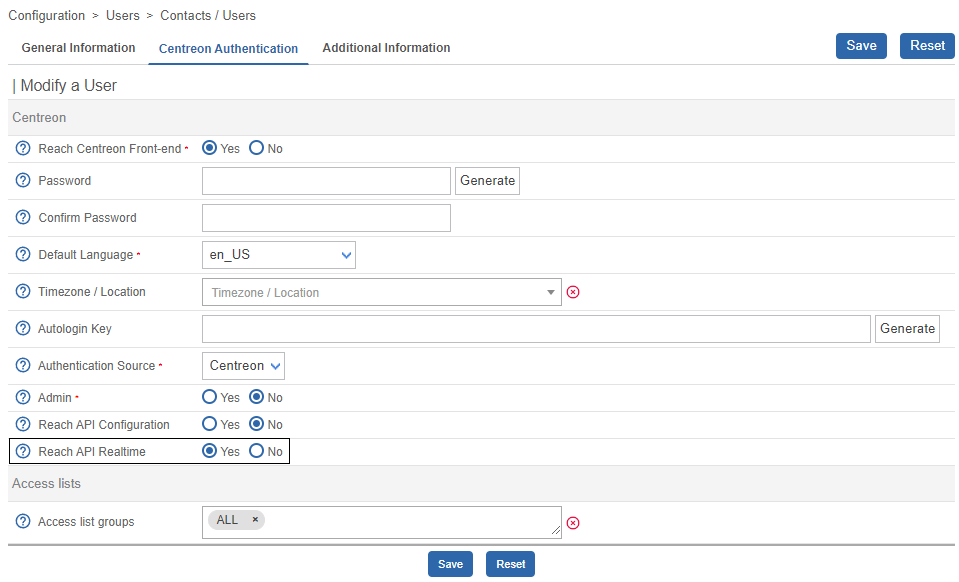 Configuration > Users > Contacts / Users
General Information Centreon Authentication Additional Information Save Reset
| Modify a User
Centreon
? Reach Centreon Front-end * Yes No
? Password Generate
? Confirm Password
? Default Language * en_US
? Timezone / Location Timezone / Location
? Autologin Key Generate
? Authentication Source * Centreon
? Admin * Yes No
? Reach API Configuration Yes No
? Reach API Realtime Yes No
Access lists
? Access list groups ALL ×
Save Reset